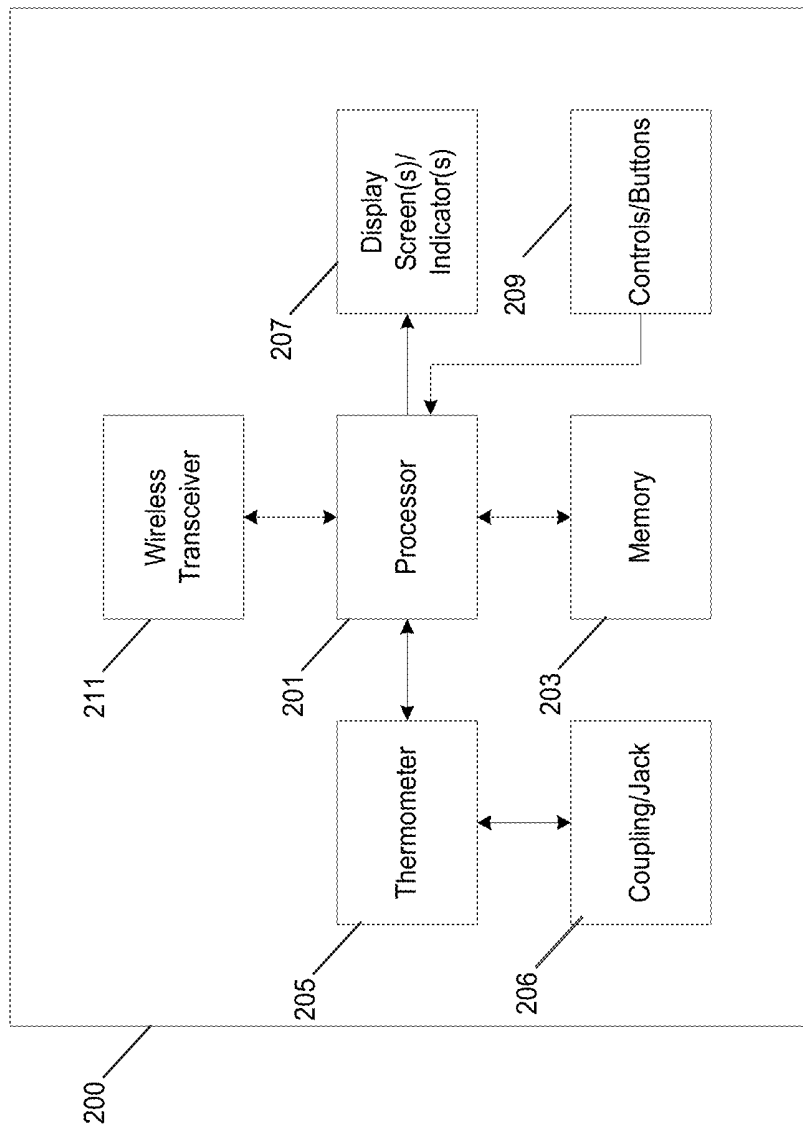 200
211
Wireless
Transceiver
205
Thermometer
201
Processor
207
Display
Screen(s)/
Indicator(s)
206
Coupling/Jack
203
Memory
209
Controls/Buttons